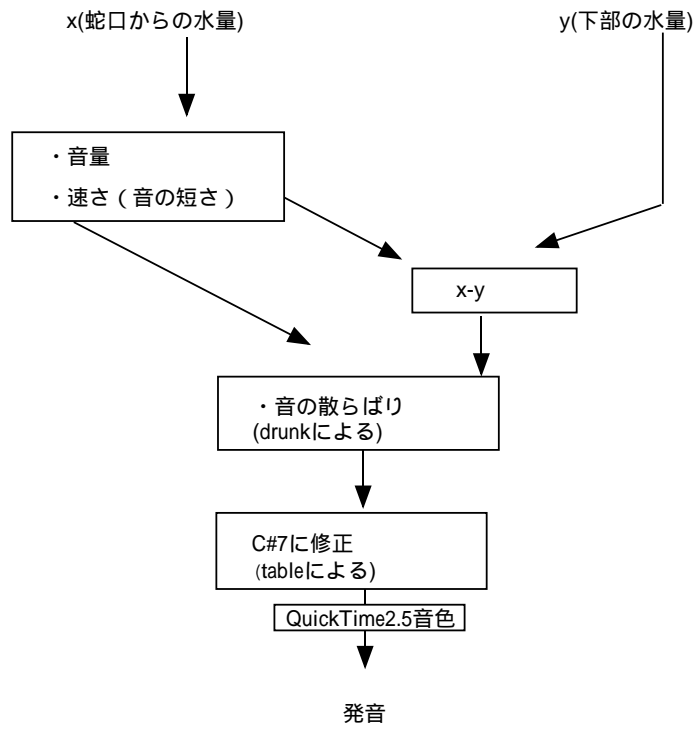 x(蛇口からの水量)
y(下部の水量)
・音量
・速さ（音の短さ）
x-y
・音の散らばり
(drunkによる)
C#7に修正
(tableによる)
QuickTime2.5音色
発音